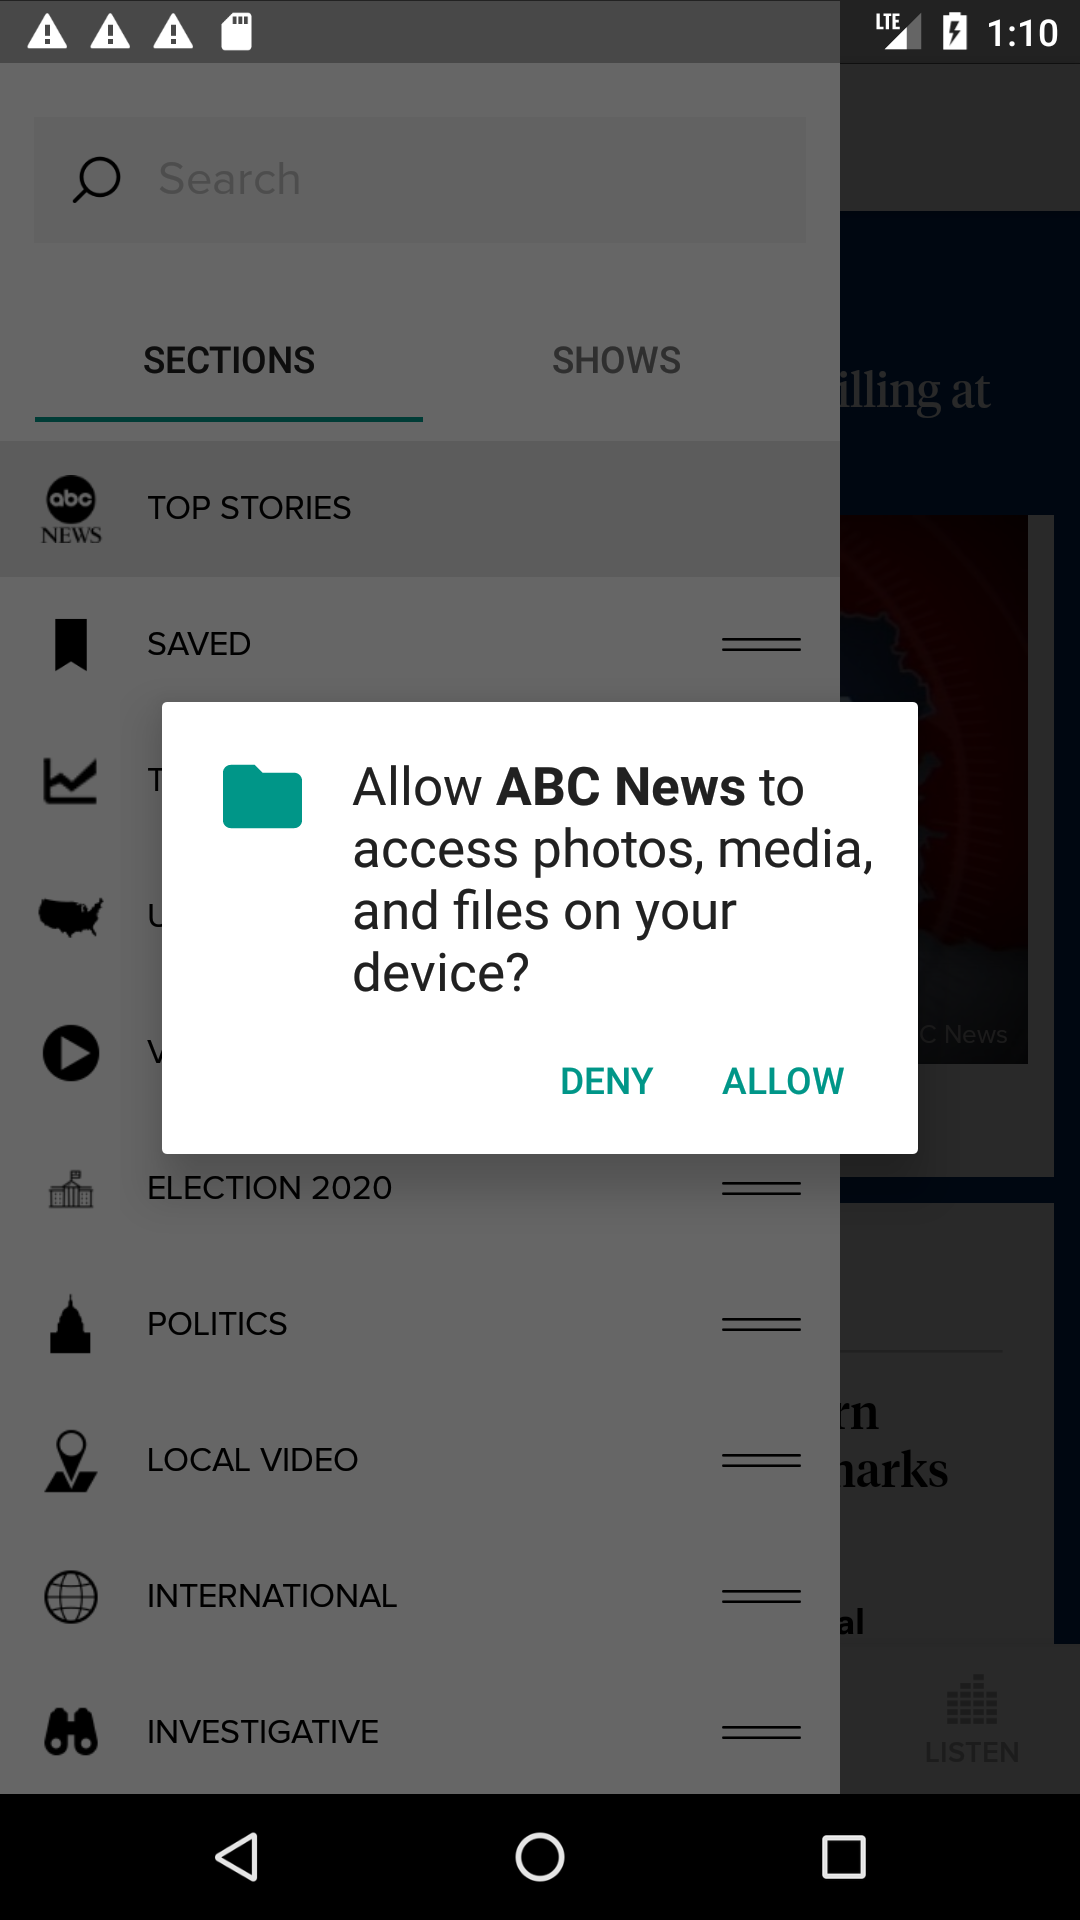 LTE 1:10
Search
SECTIONS SHOWS
illing at
abc
NEWS
TOP STORIES
SAVED
Allow ABC News to
access photos, media,
and files on your
device?
C News
DENY ALLOW
ELECTION 2020
POLITICS
rn
LOCAL VIDEO
narks
INTERNATIONAL
al
INVESTIGATIVE
LISTEN